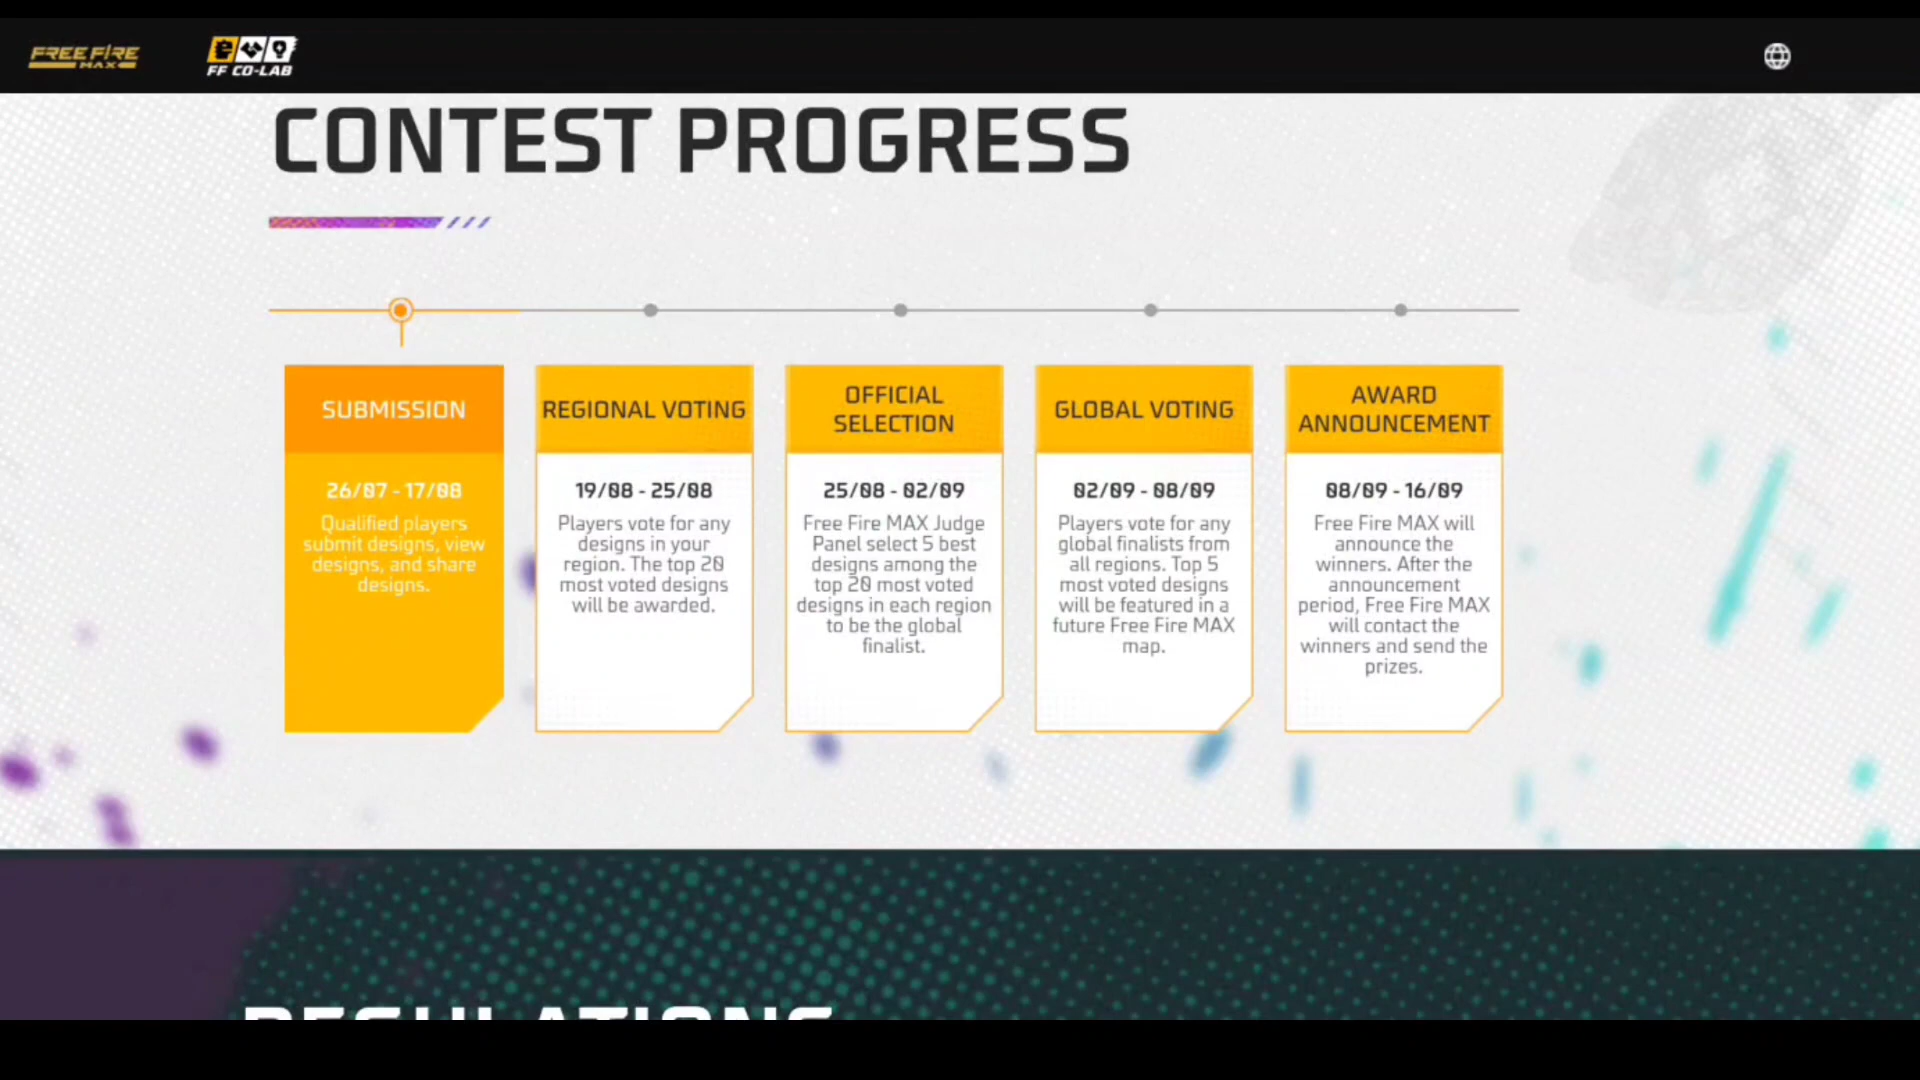 FREE FIRE
MAX
FF CO-LAB
CONTEST PROGRESS
SUBMISSION
26/07 - 17/08
Qualified players
submit designs, view
designs, and share
designs.
REGIONAL VOTING
19/08 - 25/08
Players vote for any
designs in your
region. The top 20
most voted designs
will be awarded.
OFFICIAL
SELECTION
25/08 - 02/09
Free Fire MAX Judge
Panel select 5 best
designs among the
top 20 most voted
designs in each region
to be the global
finalist.
GLOBAL VOTING
02/09 - 08/09
Players vote for any
global finalists from
all regions. Top 5
most voted designs
will be featured in a
future Free Fire MAX
map.
AWARD
ANNOUNCEMENT
08/09 - 16/09
Free Fire MAX will
announce the
winners. After the
announcement
period, Free Fire MAX
will contact the
winners and send the
prizes.
REGULATIONS